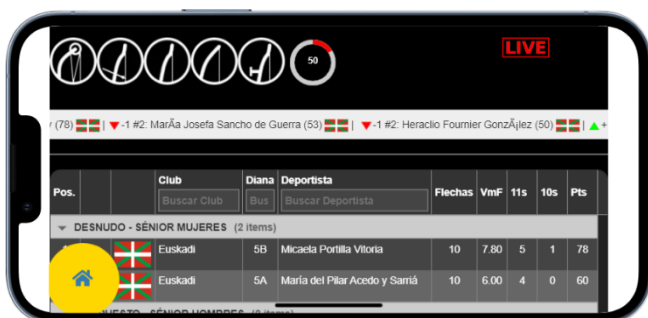 50
LIVE
(78) | ▼-1 #2: MarÃa Josefa Sancho de Guerra (53) | ▼-1 #2: Heraclio Fournier GonzÃ¡lez (50) | ▲+
Pos. Club Diana Deportista Flechas VmF 11s 10s Pts
Buscar Club Bus Buscar Deportista
DESNUDO - SÉNIOR MUJERES (2 items)
Euskadi 5B Micaela Portilla Vitoria 10 7.80 5 1 78
Euskadi 5A María del Pilar Acedo y Sarriá 10 6.00 4 0 60
SÉNIOR HOMBRES